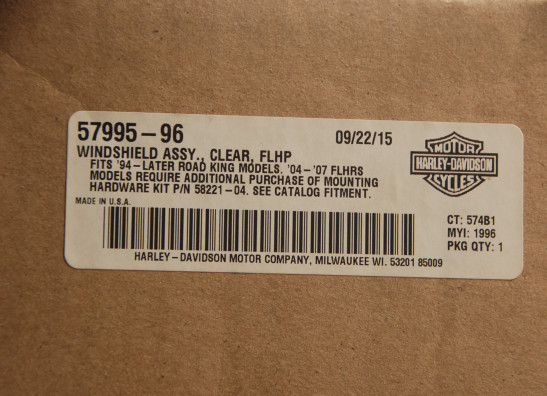 57995-96
09/22/15
WINDSHIELD ASSY., CLEAR, FLHP
FITS '94-LATER ROAD KING MODELS. '04-'07 FLHRS
MODELS REQUIRE ADDITIONAL PURCHASE OF MOUNTING
HARDWARE KIT P/N 58221-04. SEE CATALOG FITMENT.
MADE IN U.S.A.
MOTOR
HARLEY-DAVIDSON
CYCLES
CT: 574B1
MYI: 1996
PKG QTY: 1
HARLEY-DAVIDSON MOTOR COMPANY, MILWAUKEE WI. 53201 85009